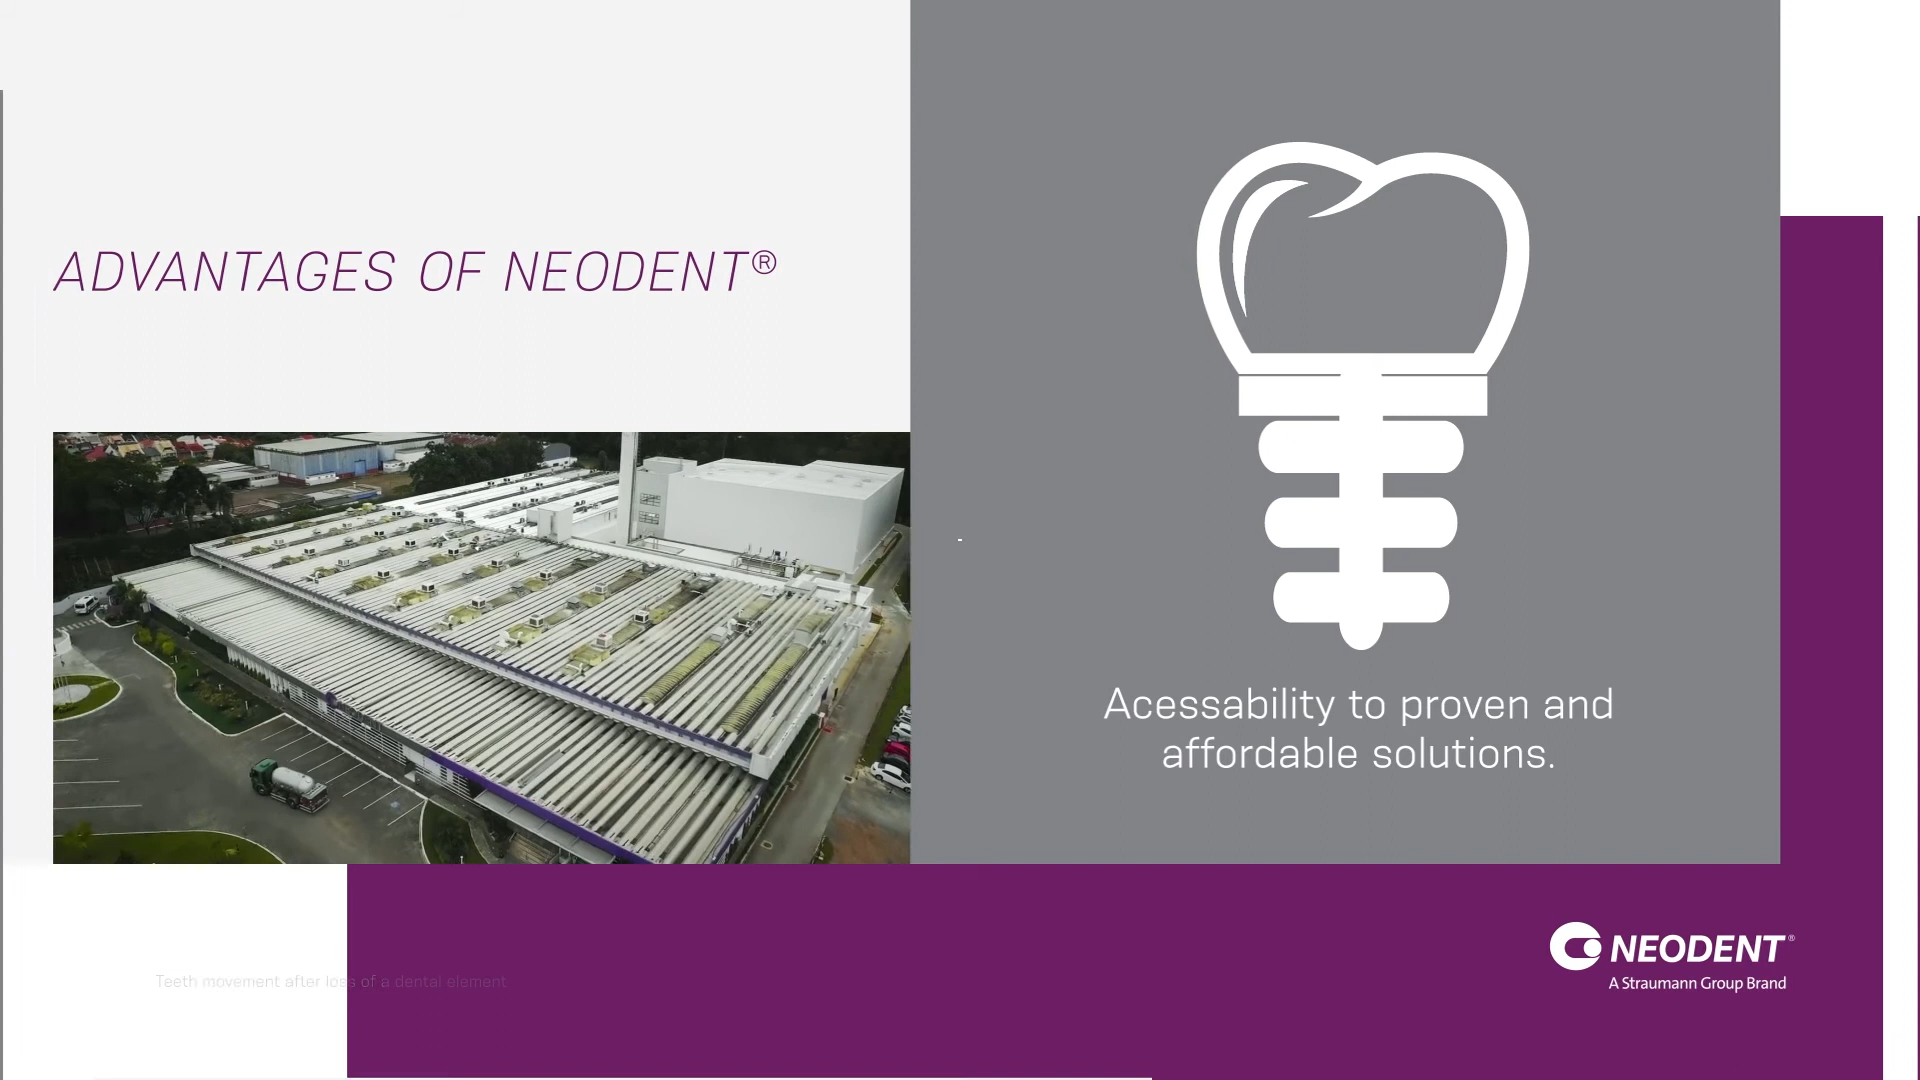 ADVANTAGES OF NEODENT®
Acessability to proven and
affordable solutions.
Teeth movement after loss of a dental element
NEODENT®
A Straumann Group Brand